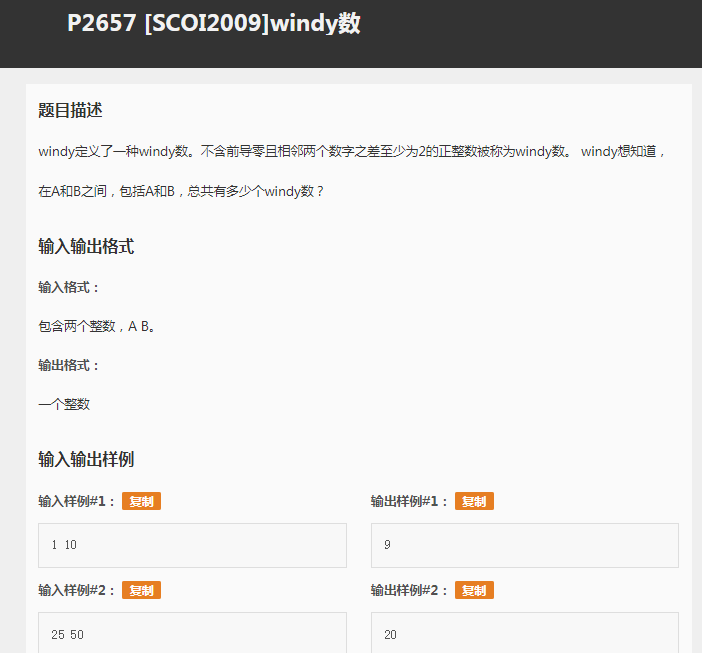 P2657 [SCOI2009]windy数
题目描述
windy定义了一种windy数。不含前导零且相邻两个数字之差至少为2的正整数被称为windy数。 windy想知道，
在A和B之间，包括A和B，总共有多少个windy数？
输入输出格式
输入格式：
包含两个整数，A B。
输出格式：
一个整数
输入输出样例
输入样例#1： 复制
输出样例#1： 复制
1 10
9
输入样例#2： 复制
输出样例#2： 复制
25 50
20